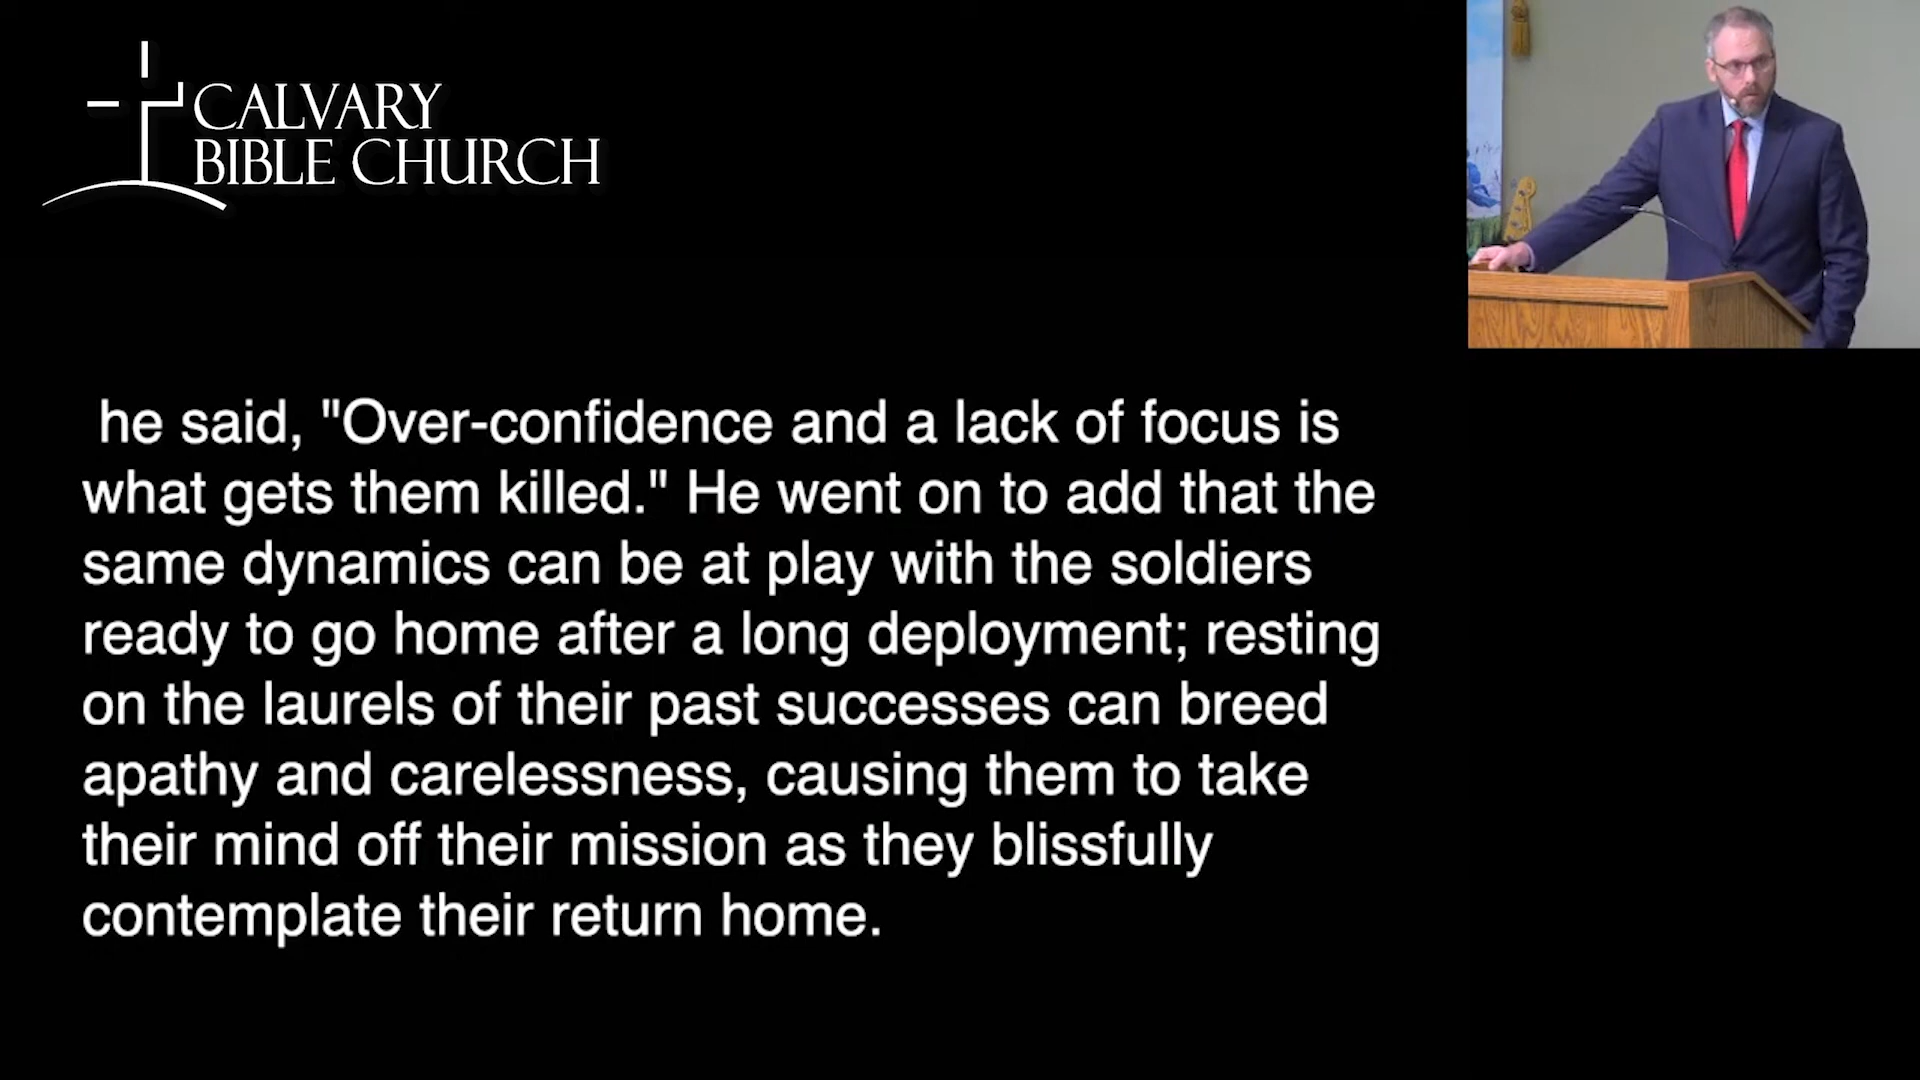 CALVARY
BIBLE CHURCH
he said, "Over-confidence and a lack of focus is
what gets them killed." He went on to add that the
same dynamics can be at play with the soldiers
ready to go home after a long deployment; resting
on the laurels of their past successes can breed
apathy and carelessness, causing them to take
their mind off their mission as they blissfully
contemplate their return home.